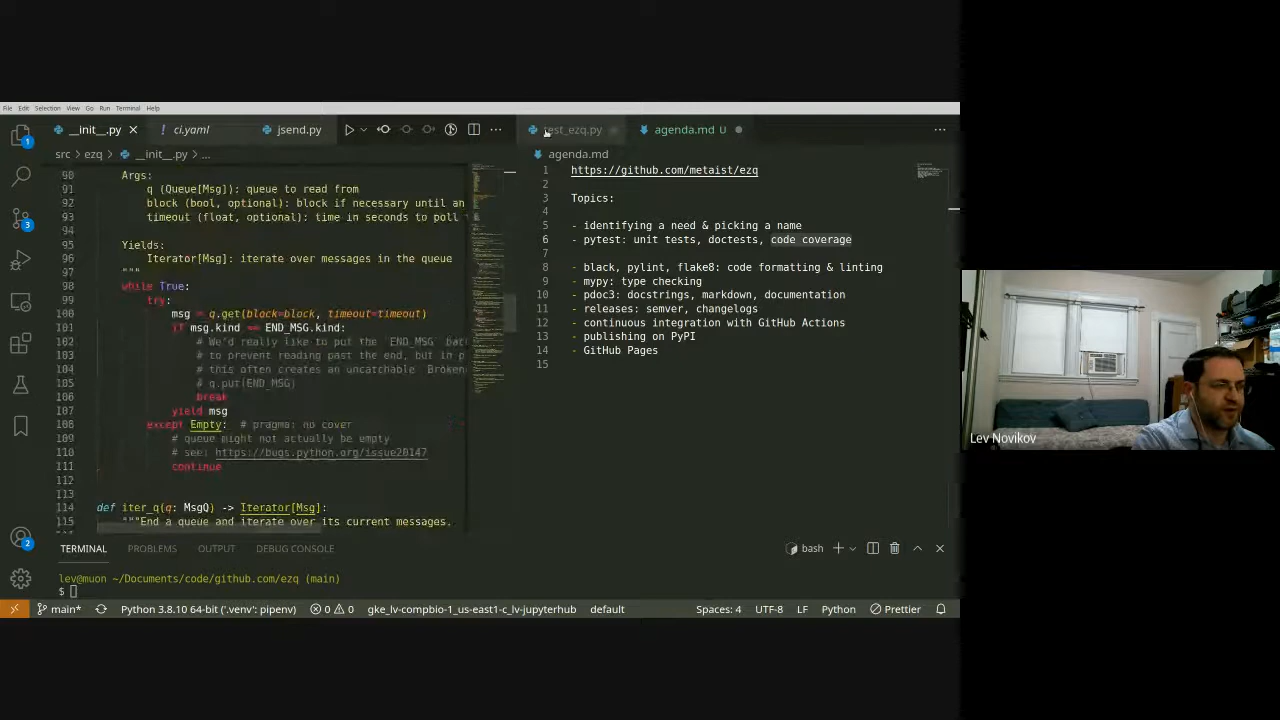 File Edit Selection View Go Run Terminal Help
__init__.py
ci.yaml
jsend.py
test_ezq.py
agenda.md U
src > ezq > __init__.py > ...
agenda.md
90 Args:
91 q (Queue[Msg]): queue to read from
92 block (bool, optional): block if necessary until an
93 timeout (float, optional): time in seconds to poll
94
95 Yields:
96 Iterator[Msg]: iterate over messages in the queue
97 """
98 while True:
99 try:
100 msg = q.get(block=block, timeout=timeout)
101 if msg.kind == END_MSG.kind:
102 # We'd really like to put the `END_MSG` bac
103 # to prevent reading past the end, but in p
104 # this often creates an uncatchable `Broken
105 # q.put(END_MSG)
106 break
107 yield msg
108 except Empty: # pragma: no cover
109 # queue might not actually be empty
110 # see: https://bugs.python.org/issue20147
111 continue
112
113
114 def iter_q(q: MsgQ) -> Iterator[Msg]:
115 """End a queue and iterate over its current messages.
1 https://github.com/metaist/ezq
2
3 Topics:
4
5 - identifying a need & picking a name
6 - pytest: unit tests, doctests, code coverage
7
8 - black, pylint, flake8: code formatting & linting
9 - mypy: type checking
10 - pdoc3: docstrings, markdown, documentation
11 - releases: semver, changelogs
12 - continuous integration with GitHub Actions
13 - publishing on PyPI
14 - GitHub Pages
15
1
3
2
Lev Novikov
TERMINAL PROBLEMS OUTPUT DEBUG CONSOLE
bash
lev@muon ~/Documents/code/github.com/ezq (main)
$
main* Python 3.8.10 64-bit ('.venv': pipenv) 0 0 gke_lv-compbio-1_us-east1-c_lv-jupyterhub default Spaces: 4 UTF-8 LF Python Prettier